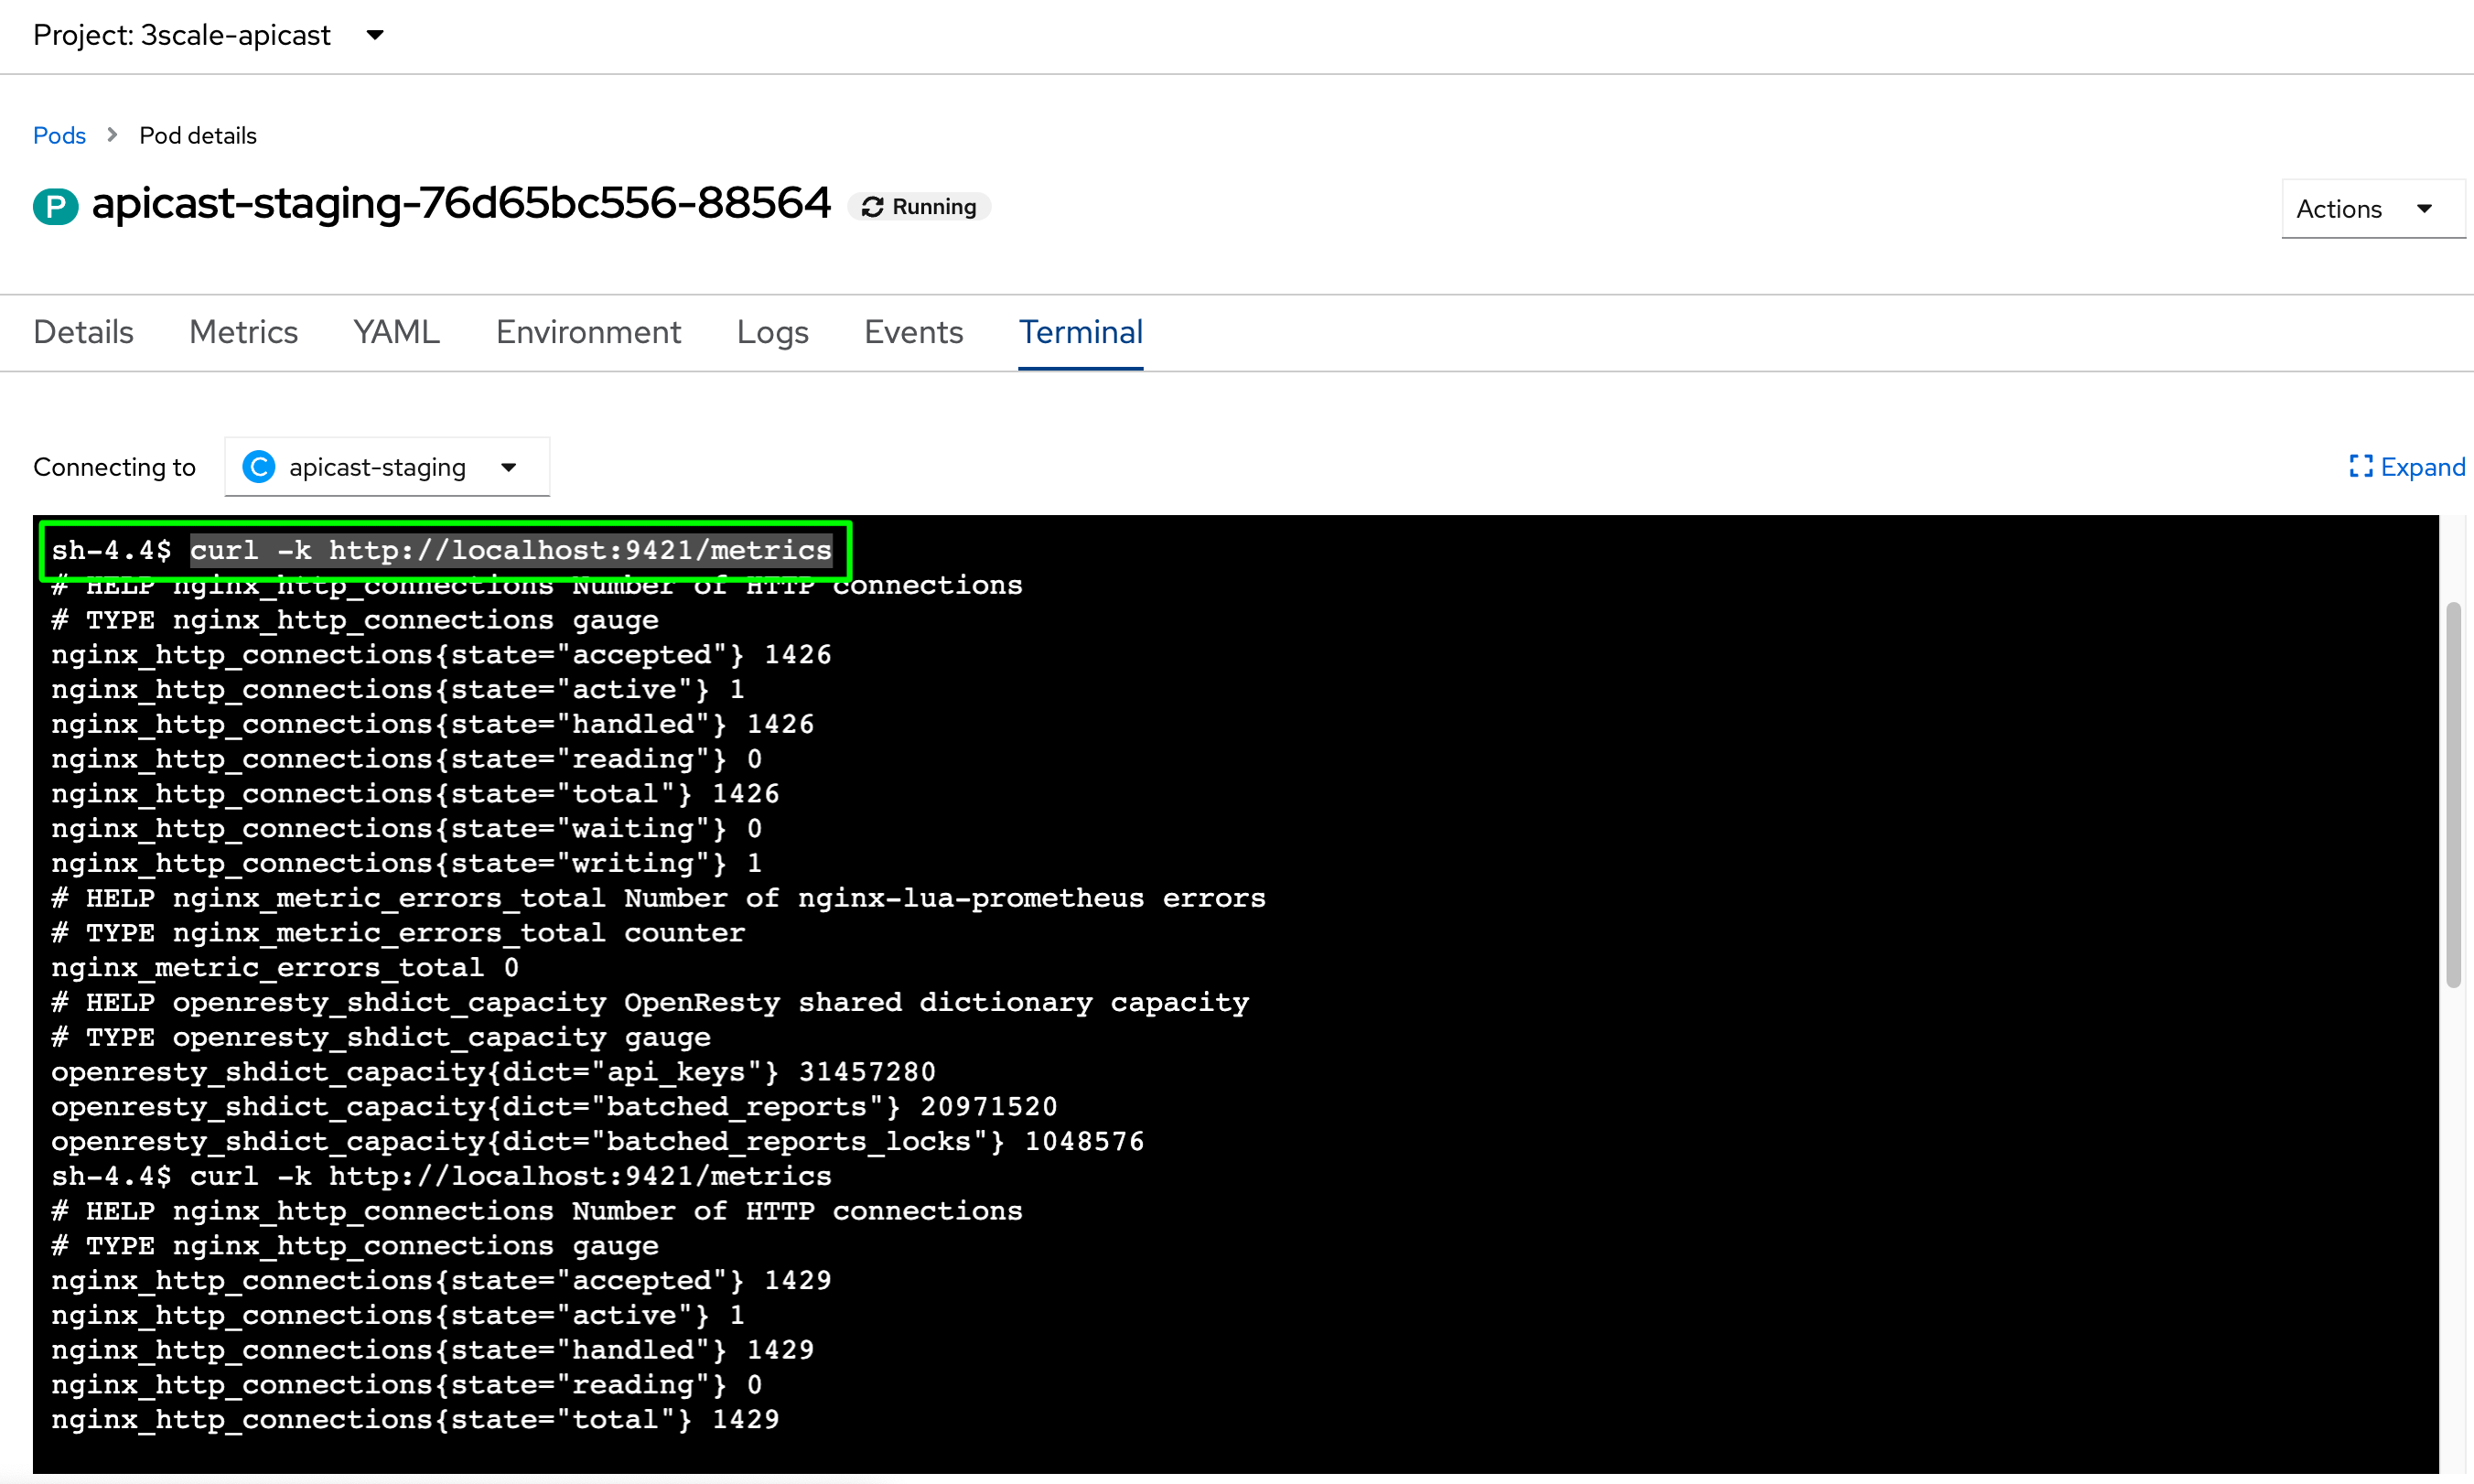 Project: 3scale-apicast
Pods > Pod details
P apicast-staging-76d65bc556-88564 Running
Actions
Details Metrics YAML Environment Logs Events Terminal
Connecting to C apicast-staging Expand
sh-4.4$ curl -k http://localhost:9421/metrics
# HELP nginx_http_connections Number of HTTP connections
# TYPE nginx_http_connections gauge
nginx_http_connections{state="accepted"} 1426
nginx_http_connections{state="active"} 1
nginx_http_connections{state="handled"} 1426
nginx_http_connections{state="reading"} 0
nginx_http_connections{state="total"} 1426
nginx_http_connections{state="waiting"} 0
nginx_http_connections{state="writing"} 1
# HELP nginx_metric_errors_total Number of nginx-lua-prometheus errors
# TYPE nginx_metric_errors_total counter
nginx_metric_errors_total 0
# HELP openresty_shdict_capacity OpenResty shared dictionary capacity
# TYPE openresty_shdict_capacity gauge
openresty_shdict_capacity{dict="api_keys"} 31457280
openresty_shdict_capacity{dict="batched_reports"} 20971520
openresty_shdict_capacity{dict="batched_reports_locks"} 1048576
sh-4.4$ curl -k http://localhost:9421/metrics
# HELP nginx_http_connections Number of HTTP connections
# TYPE nginx_http_connections gauge
nginx_http_connections{state="accepted"} 1429
nginx_http_connections{state="active"} 1
nginx_http_connections{state="handled"} 1429
nginx_http_connections{state="reading"} 0
nginx_http_connections{state="total"} 1429